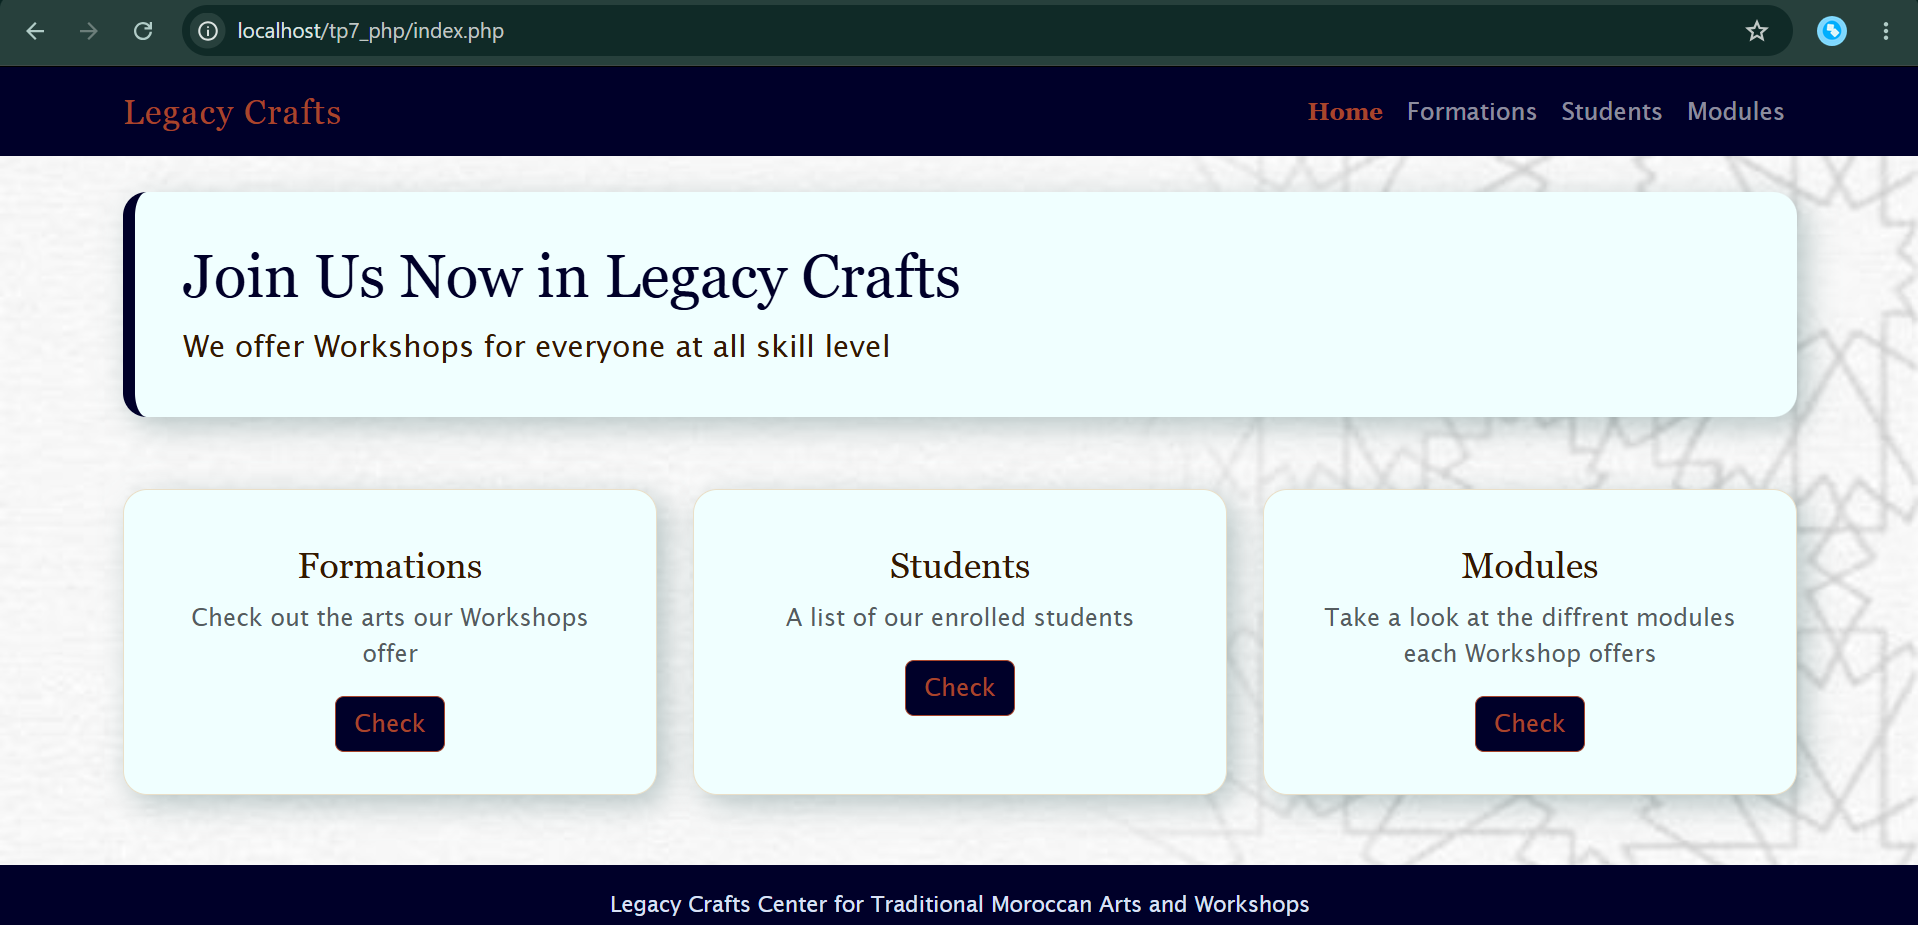 localhost/tp7_php/index.php
Legacy Crafts
Home Formations Students Modules
Join Us Now in Legacy Crafts
We offer Workshops for everyone at all skill level
Formations
Check out the arts our Workshops
offer
Check
Students
A list of our enrolled students
Check
Modules
Take a look at the diffrent modules
each Workshop offers
Check
Legacy Crafts Center for Traditional Moroccan Arts and Workshops